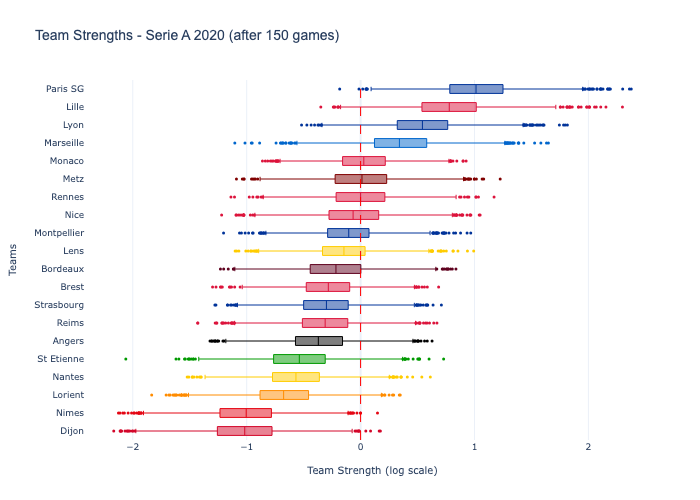 Team Strengths - Serie A 2020 (after 150 games)
Paris SG
Lille
Lyon
Marseille
Monaco
Metz
Rennes
Nice
Montpellier
Lens
Bordeaux
Brest
Strasbourg
Reims
Angers
St Etienne
Nantes
Lorient
Nimes
Dijon
Teams
−2 −1 0 1 2
Team Strength (log scale)